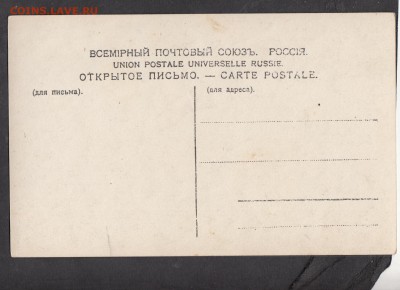 COINS.LAVE.RU
ВСЕМІРНЫЙ ПОЧТОВЫЙ СОЮЗЪ. РОССІЯ.
UNION POSTALE UNIVERSELLE RUSSIE.
ОТКРЫТОЕ ПИСЬМО. — CARTE POSTALE.
(для письма). (для адреса).